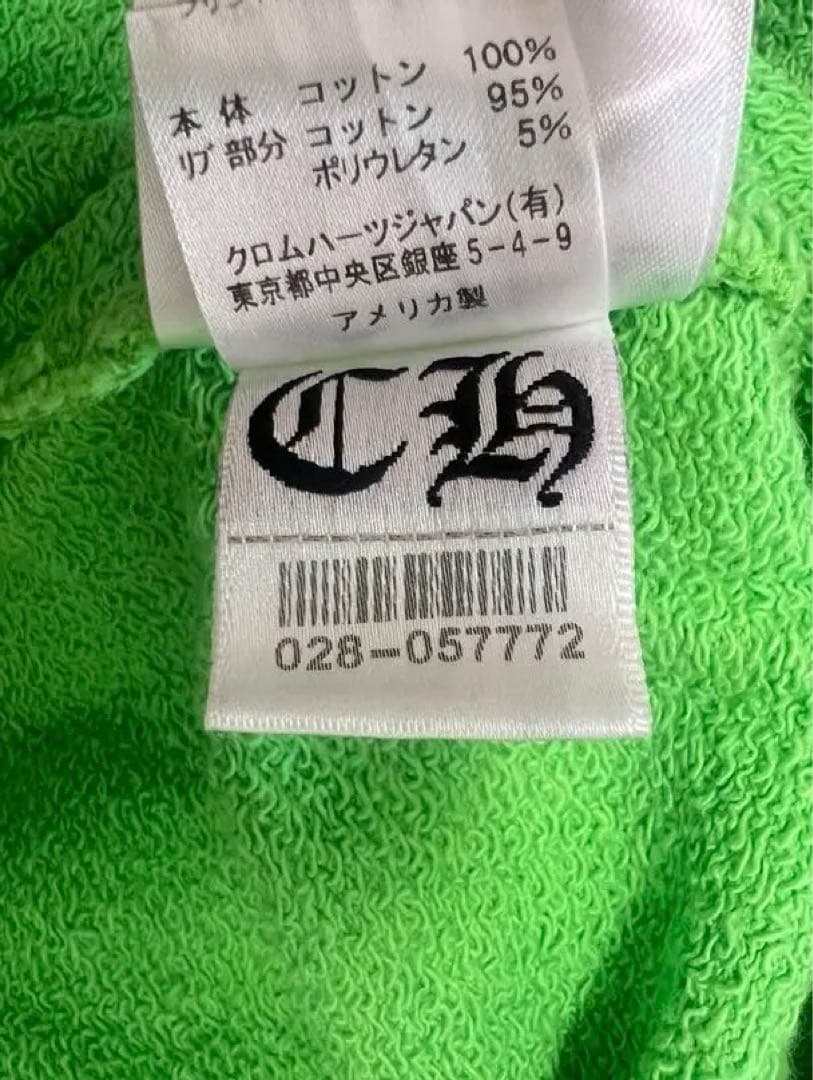 本体 コットン 100%
リブ部分 コットン 95%
ポリウレタン 5%
クロムハーツジャパン(有)
東京都中央区銀座5-4-9
アメリカ製
CH
028-057772